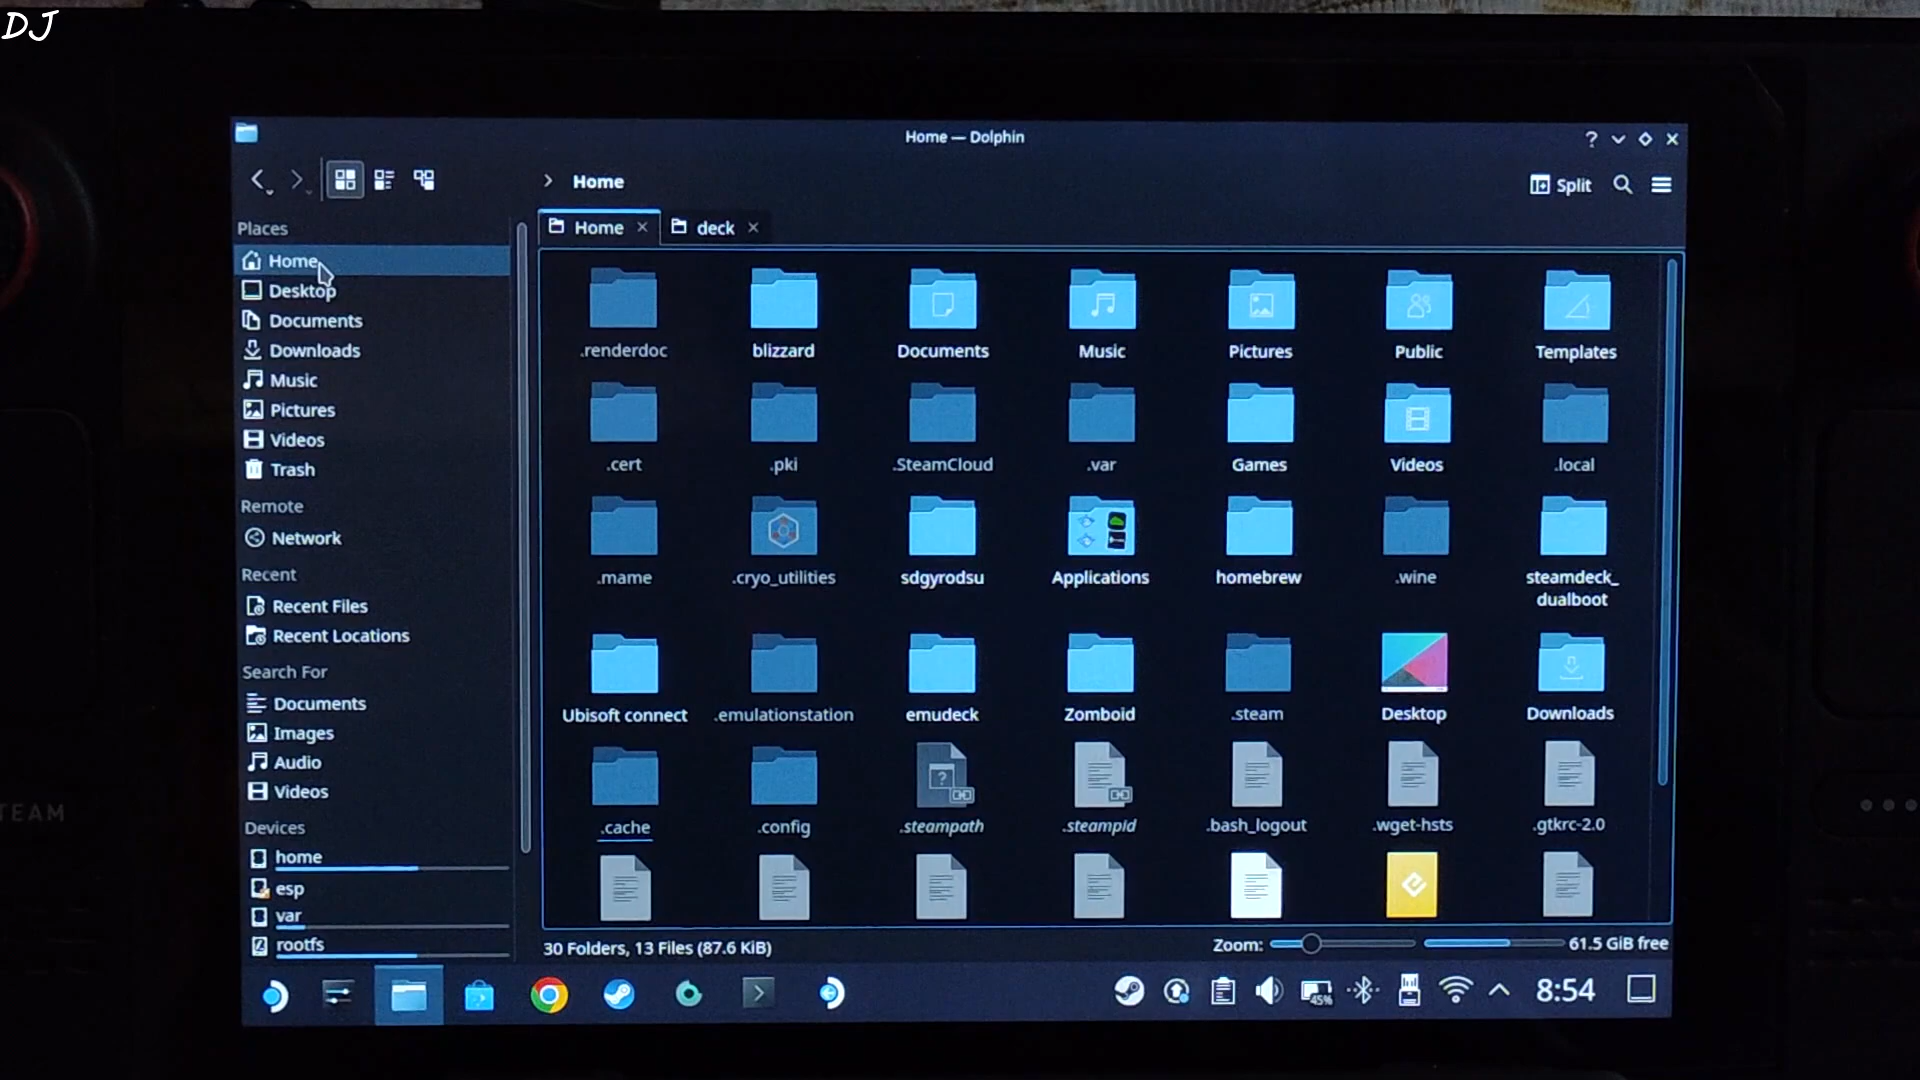 DJ
Home — Dolphin
Home
Split
Home
deck
Places
Home
Desktop
Documents
Downloads
Music
Pictures
Videos
Trash
Remote
Network
Recent
Recent Files
Recent Locations
Search For
Documents
Images
Audio
Videos
Devices
home
esp
var
rootfs
.renderdoc
blizzard
Documents
Music
Pictures
Public
Templates
.cert
.pki
.SteamCloud
.var
Games
Videos
.local
.mame
.cryo_utilities
sdgyrodsu
Applications
homebrew
.wine
steamdeck_
dualboot
Ubisoft connect
.emulationstation
emudeck
Zomboid
.steam
Desktop
Downloads
.cache
.config
.steampath
.steampid
.bash_logout
.wget-hsts
.gtkrc-2.0
30 Folders, 13 Files (87.6 KiB)
Zoom:
61.5 GiB free
45%
8:54
TEAM